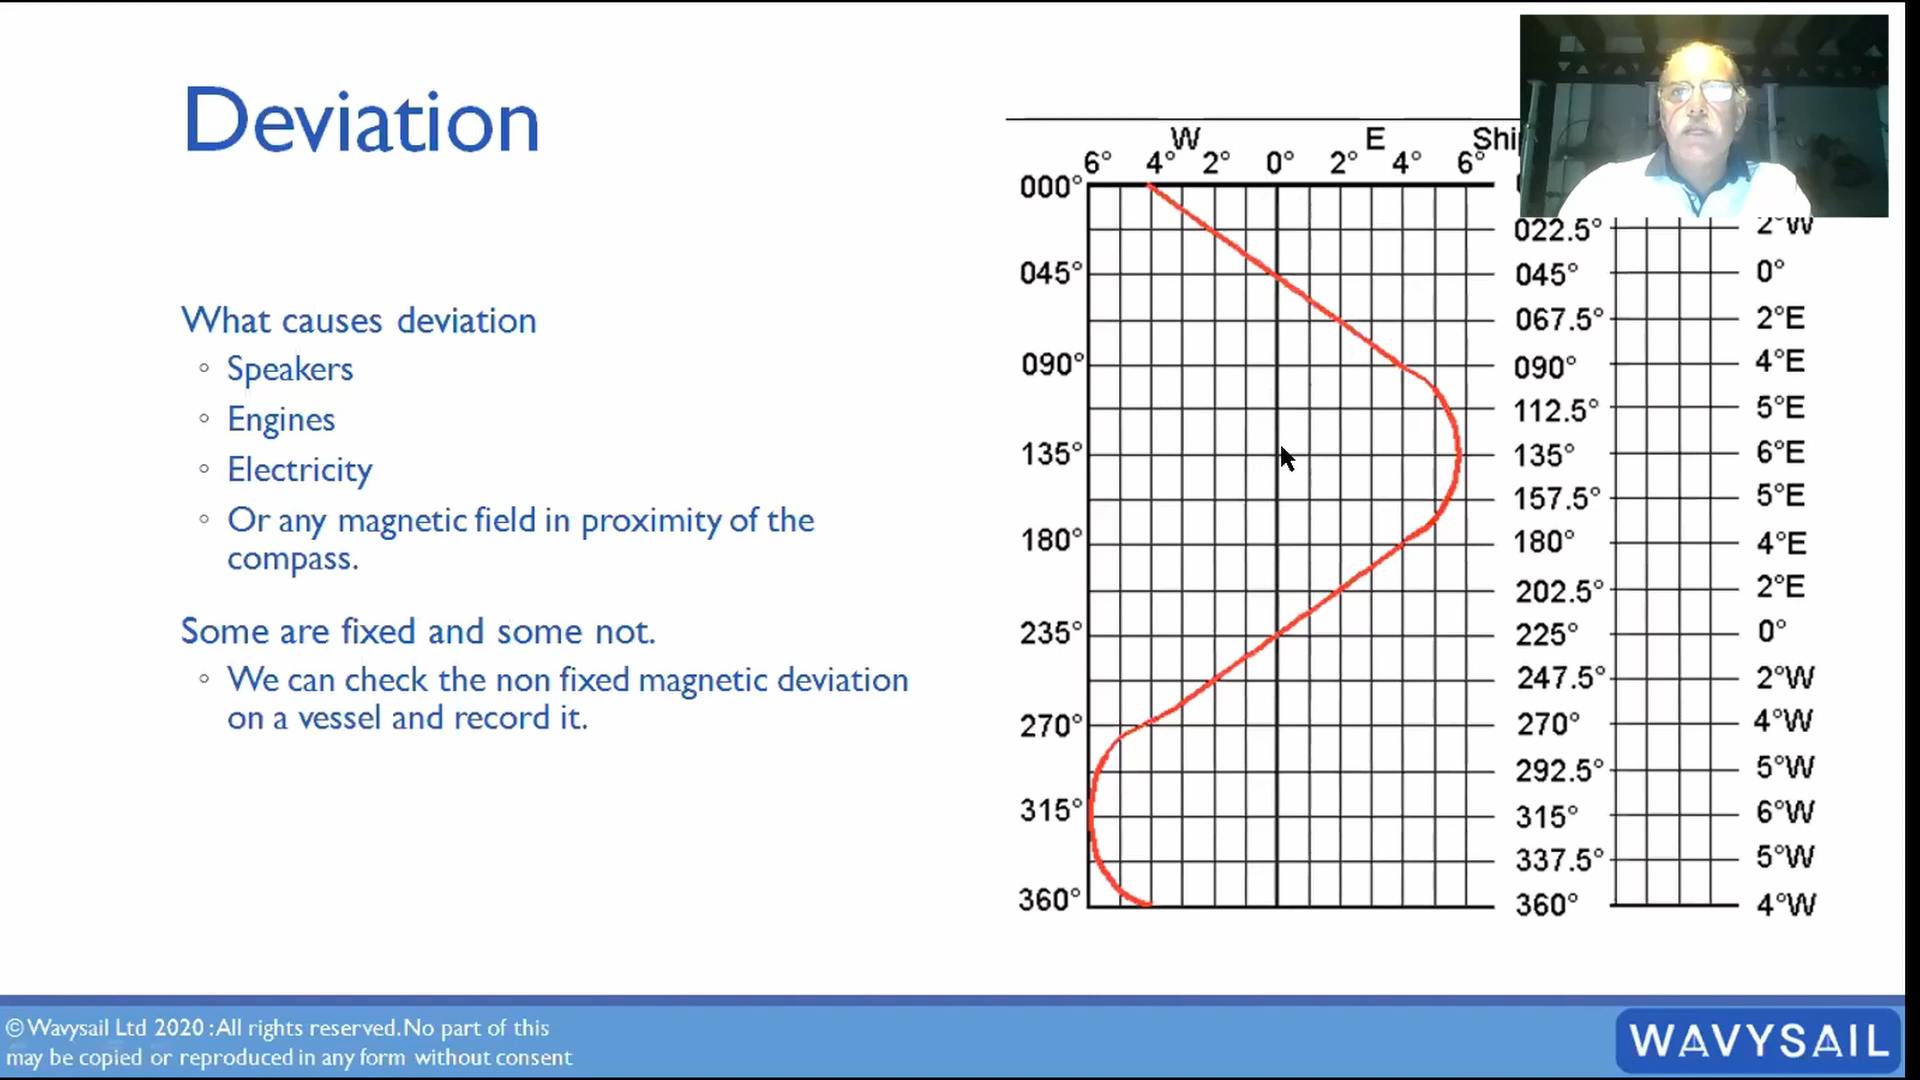 Deviation
What causes deviation
◦ Speakers
◦ Engines
◦ Electricity
◦ Or any magnetic field in proximity of the
compass.
Some are fixed and some not.
◦ We can check the non fixed magnetic deviation
on a vessel and record it.
W E
6° 4° 2° 0° 2° 4° 6°
000°
045°
090°
135°
180°
235°
270°
315°
360°
022.5° 2°W
045° 0°
067.5° 2°E
090° 4°E
112.5° 5°E
135° 6°E
157.5° 5°E
180° 4°E
202.5° 2°E
225° 0°
247.5° 2°W
270° 4°W
292.5° 5°W
315° 6°W
337.5° 5°W
360° 4°W
© Wavysail Ltd 2020 : All rights reserved. No part of this
may be copied or reproduced in any form without consent
WAVYSAIL